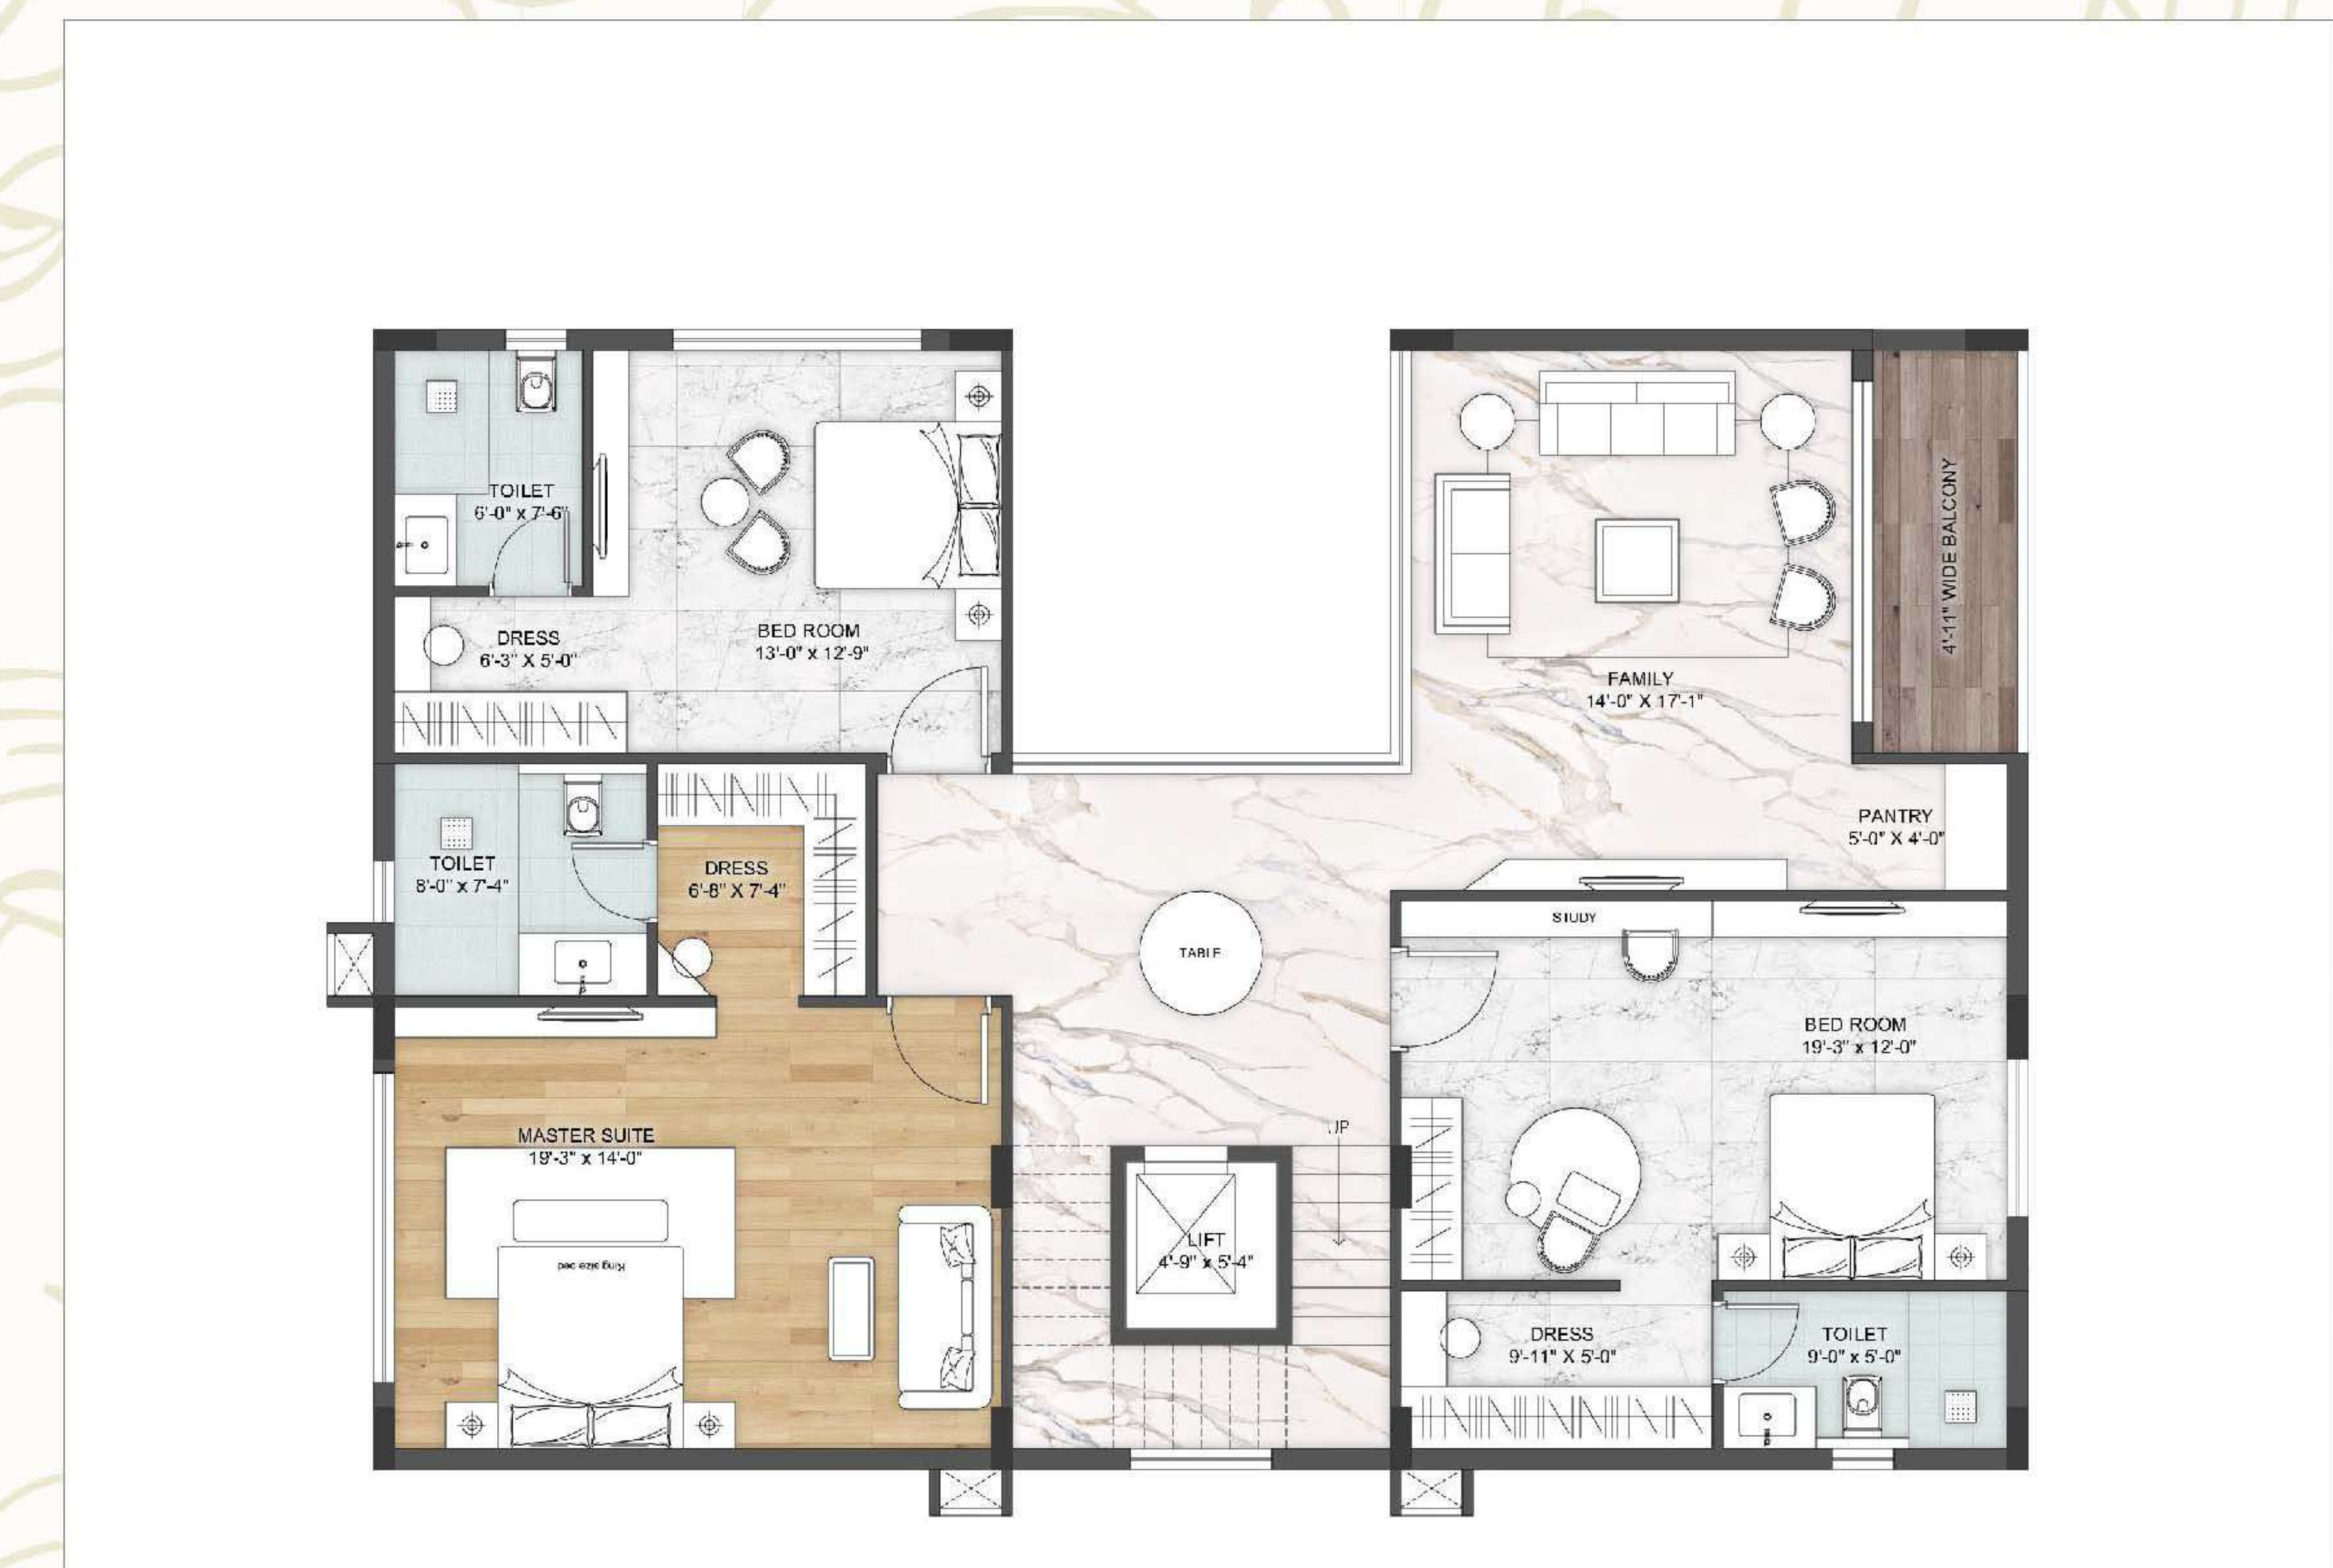 TOILET
6'-0" x 7'-6"
DRESS
6'-3" X 5'-0"
BED ROOM
13'-0" x 12'-9"
FAMILY
14'-0" X 17'-1"
4'-11" WIDE BALCONY
PANTRY
5'-0" X 4'-0"
TOILET
8'-0" x 7'-4"
DRESS
6'-8" X 7'-4"
TABLE
STUDY
BED ROOM
19'-3" x 12'-0"
MASTER SUITE
19'-3" x 14'-0"
King size bed
UP
LIFT
4'-9" x 5'-4"
DRESS
9'-11" X 5'-0"
TOILET
9'-0" x 5'-0"